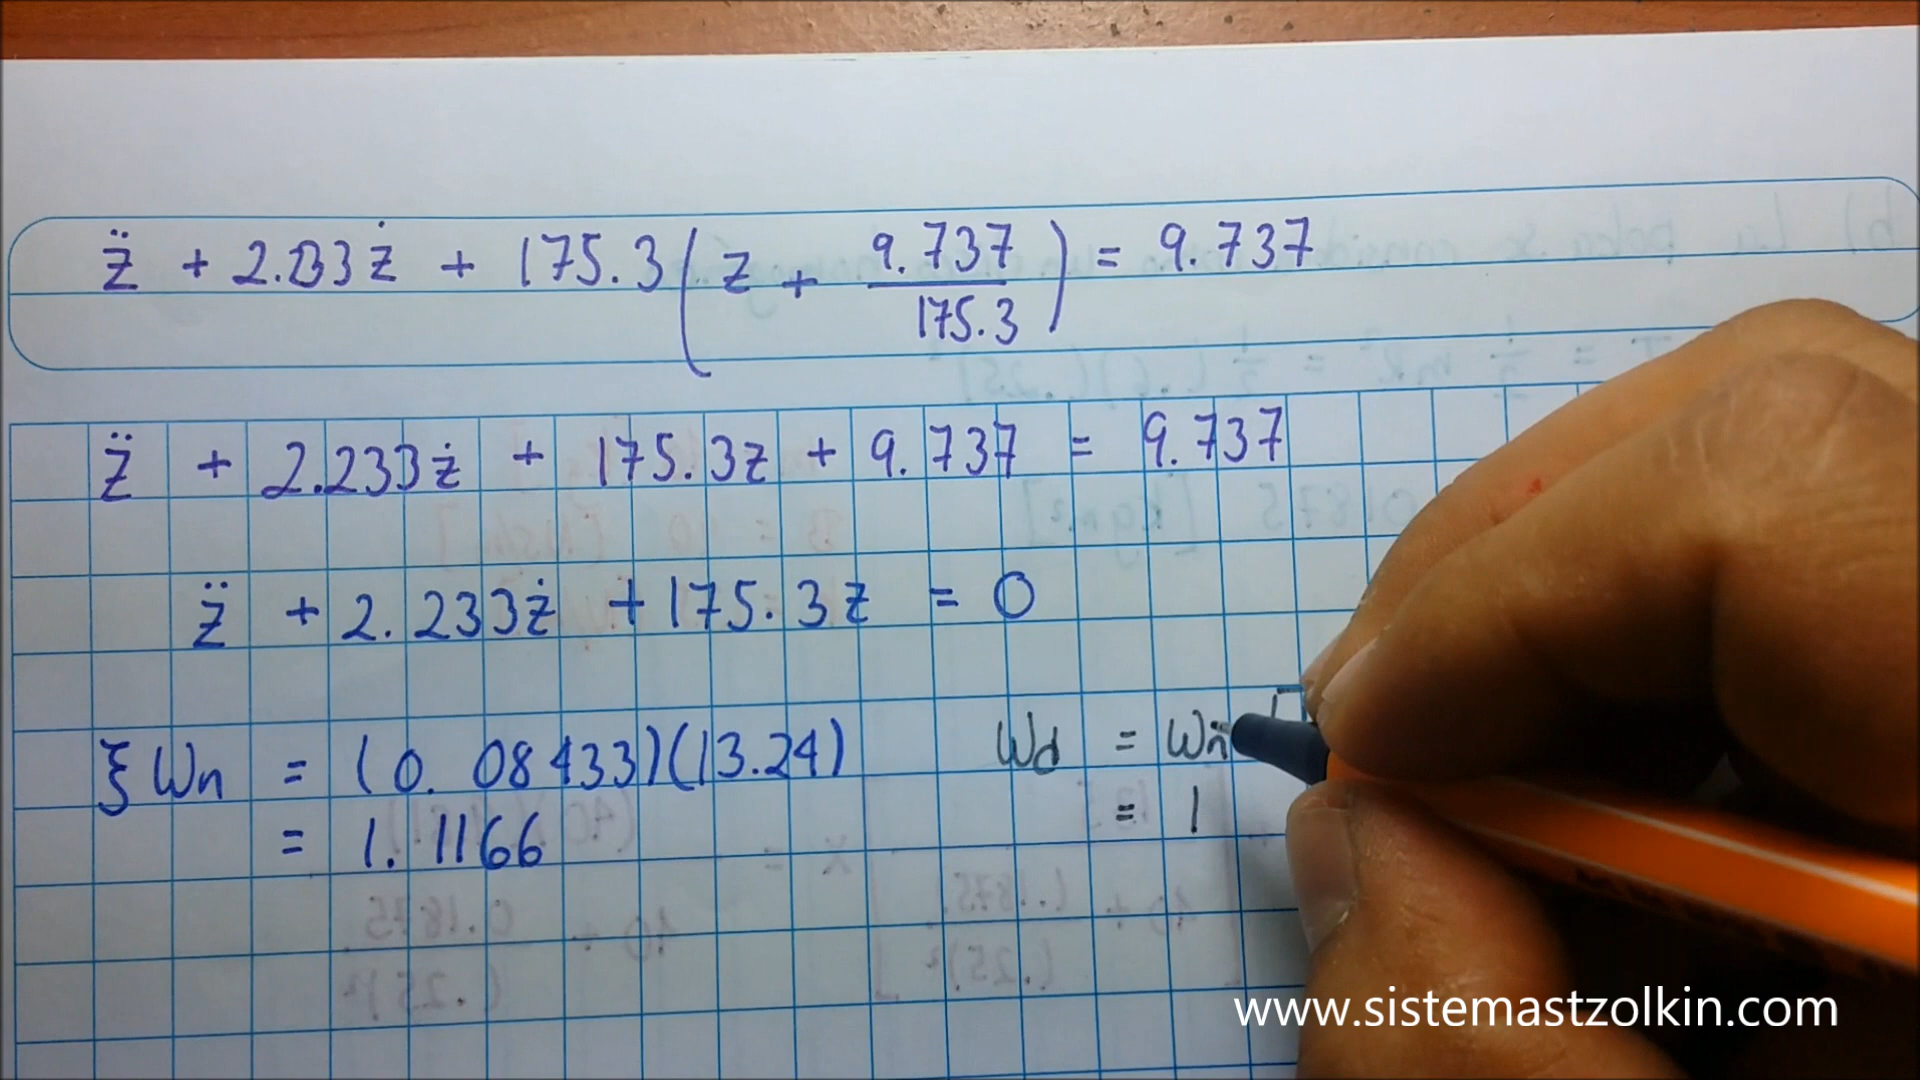 z̈ + 2.233ż + 175.3(z + 9.737/175.3) = 9.737
z̈ + 2.233ż + 175.3z + 9.737 = 9.737
z̈ + 2.233ż + 175.3z = 0
ξWn = (0.08433)(13.24)
= 1.1166
Wd = Wn
= 1
www.sistemastzolkin.com